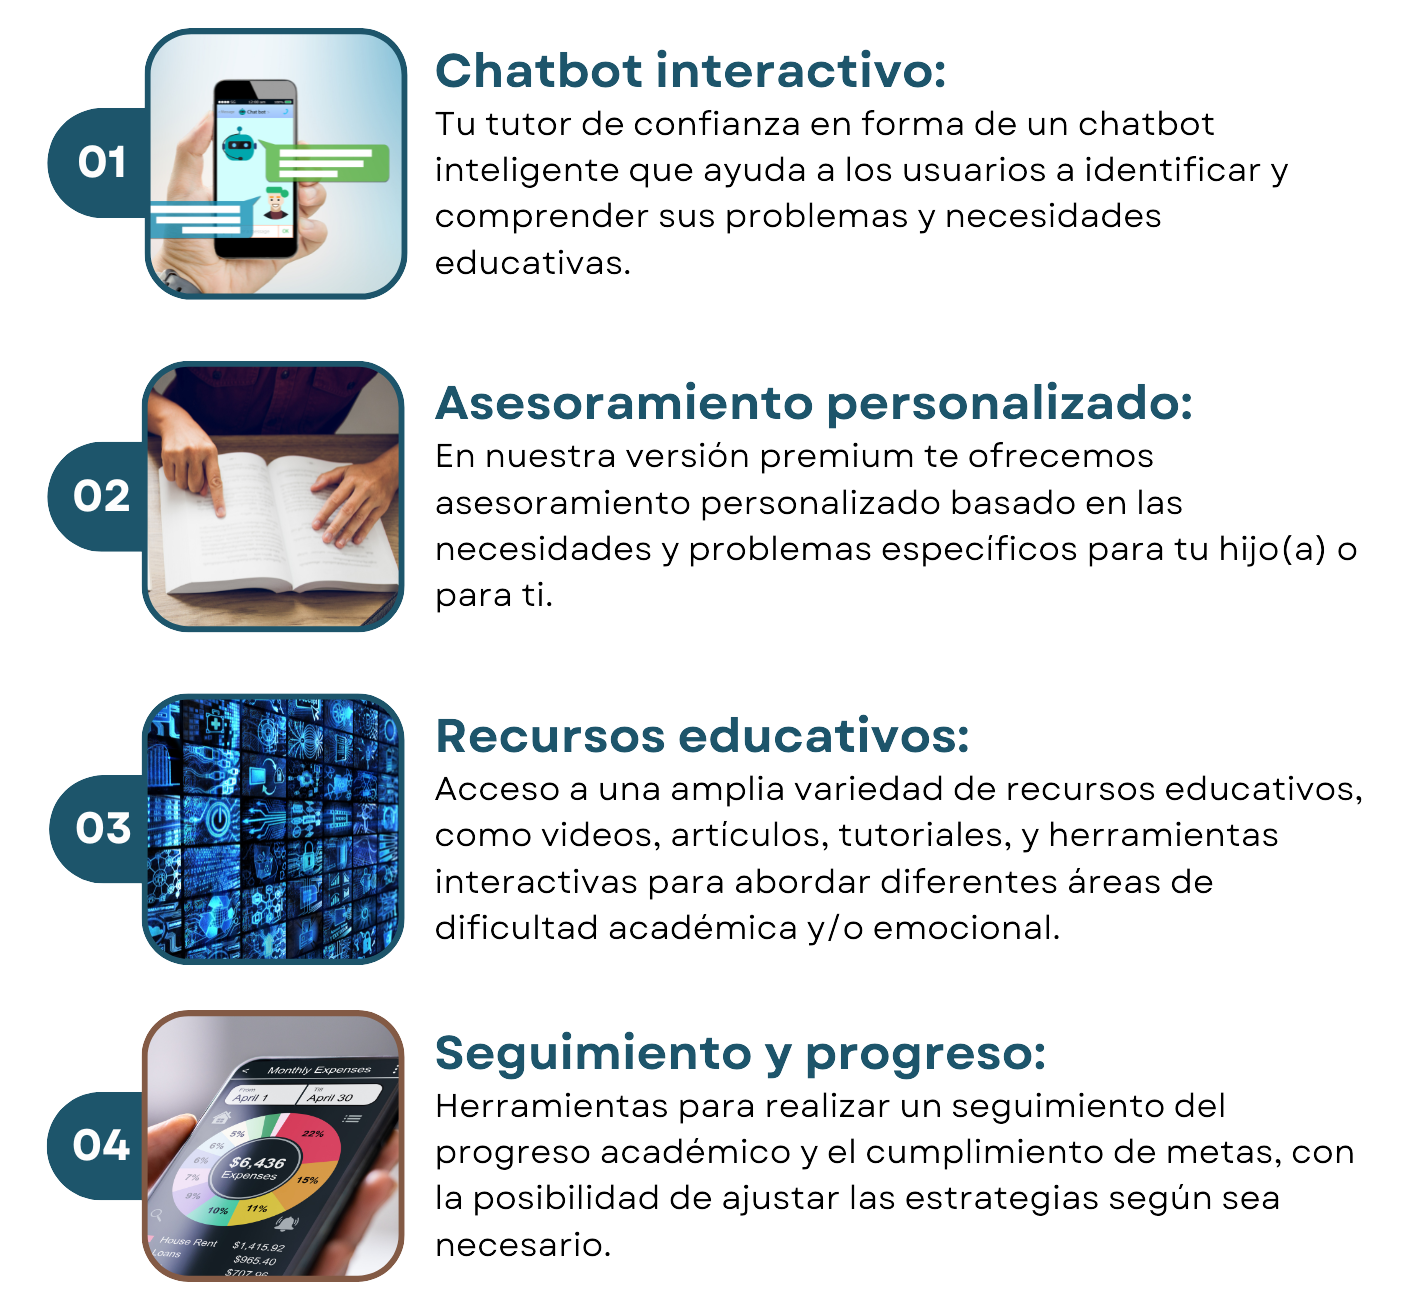 01
Chatbot interactivo:
Tu tutor de confianza en forma de un chatbot
inteligente que ayuda a los usuarios a identificar y
comprender sus problemas y necesidades
educativas.
Chat bot
02
Asesoramiento personalizado:
En nuestra versión premium te ofrecemos
asesoramiento personalizado basado en las
necesidades y problemas específicos para tu hijo(a) o
para ti.
03
Recursos educativos:
Acceso a una amplia variedad de recursos educativos,
como videos, artículos, tutoriales, y herramientas
interactivas para abordar diferentes áreas de
dificultad académica y/o emocional.
04
Seguimiento y progreso:
Herramientas para realizar un seguimiento del
progreso académico y el cumplimiento de metas, con
la posibilidad de ajustar las estrategias según sea
necesario.
Monthly Expenses
From
Till
April 1
April 30
5%
22%
6%
6%
$6,436
Expenses
7%
15%
9%
10%
11%
House Rent
$1,415.92
Loans
$965.40
$707.96